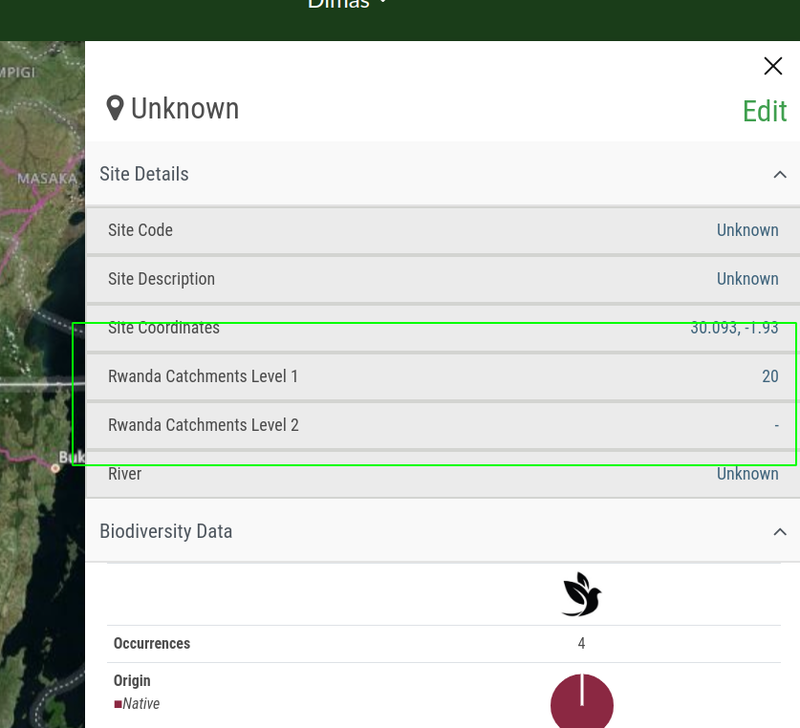 Dimas
MPIGI
Unknown
Edit
Site Details
MASAKA
Site Code Unknown
Site Description Unknown
Site Coordinates 30.093, -1.93
Rwanda Catchments Level 1 20
Rwanda Catchments Level 2 -
Buk
River Unknown
Biodiversity Data
Occurrences 4
Origin
Native